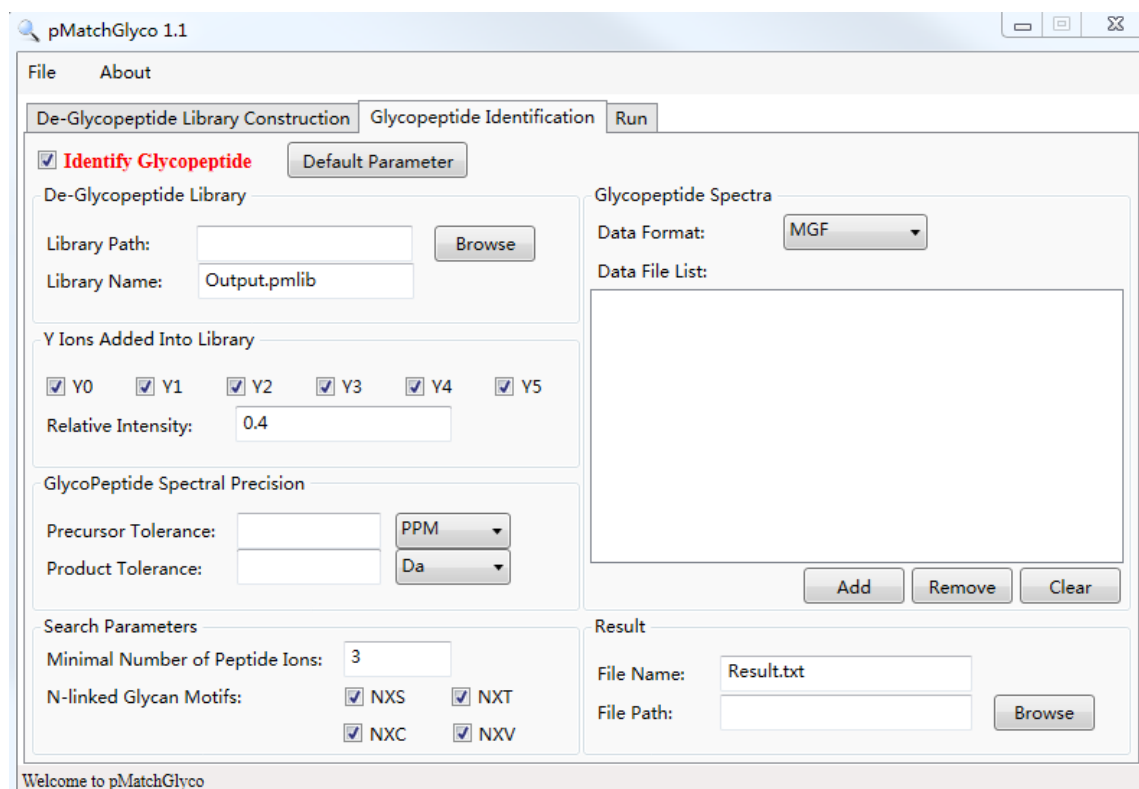 pMatchGlyco 1.1
File About
De-Glycopeptide Library Construction Glycopeptide Identification Run
Identify Glycopeptide Default Parameter
De-Glycopeptide Library
Library Path: Browse
Library Name: Output.pmlib
Y Ions Added Into Library
Y0 Y1 Y2 Y3 Y4 Y5
Relative Intensity: 0.4
GlycoPeptide Spectral Precision
Precursor Tolerance: PPM
Product Tolerance: Da
Search Parameters
Minimal Number of Peptide Ions: 3
N-linked Glycan Motifs: NXS NXT
NXC NXV
Glycopeptide Spectra
Data Format: MGF
Data File List:
Add Remove Clear
Result
File Name: Result.txt
File Path: Browse
Welcome to pMatchGlyco